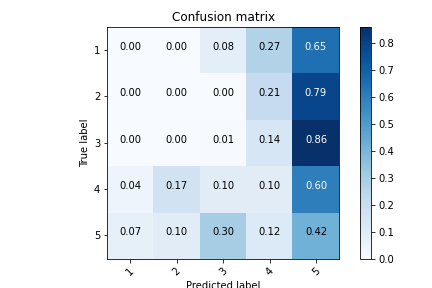 Confusion matrix
1 0.00 0.00 0.08 0.27 0.65
2 0.00 0.00 0.00 0.21 0.79
3 0.00 0.00 0.01 0.14 0.86
4 0.04 0.17 0.10 0.10 0.60
5 0.07 0.10 0.30 0.12 0.42
True label
1 2 3 4 5
Predicted label
0.8
0.7
0.6
0.5
0.4
0.3
0.2
0.1
0.0